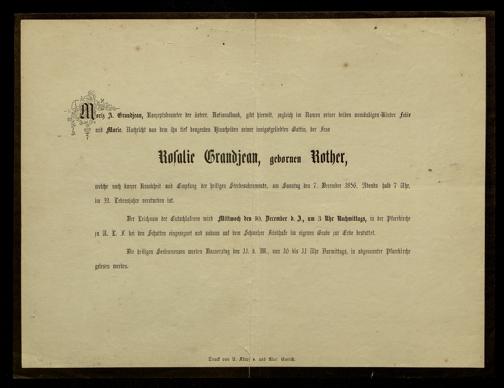 Moriz A. Grandjean, Konzeptsbeamter der österr. Nationalbank, gibt hiermit, zugleich im Namen seiner beiden unmündigen Kinder Felix
und Marie, Nachricht von dem ihn tief beugenden Hinscheiden seiner innigstgeliebten Gattin, der Frau
Rosalie Grandjean, gebornen Rother,
welche nach kurzer Krankheit und Empfang der heiligen Sterbesakramente, am Sonntag den 7. December 1856, Abends halb 7 Uhr,
im 32. Lebensjahre verstorben ist.
Der Leichnam der Entschlafenen wird Mittwoch den 10. December d. J., um 3 Uhr Nachmittags, in der Pfarrkirche
zu U. L. F. bei den Schotten eingesegnet und sodann auf dem Friedhofe im eigenen Grabe zur Erde bestattet.
Die heiligen Seelenmessen werden Donnerstag den 11. d. M., von 10 bis 11 Uhr Vormittags, in obgenannter Pfarrkirche
gelesen werden.
Druck von